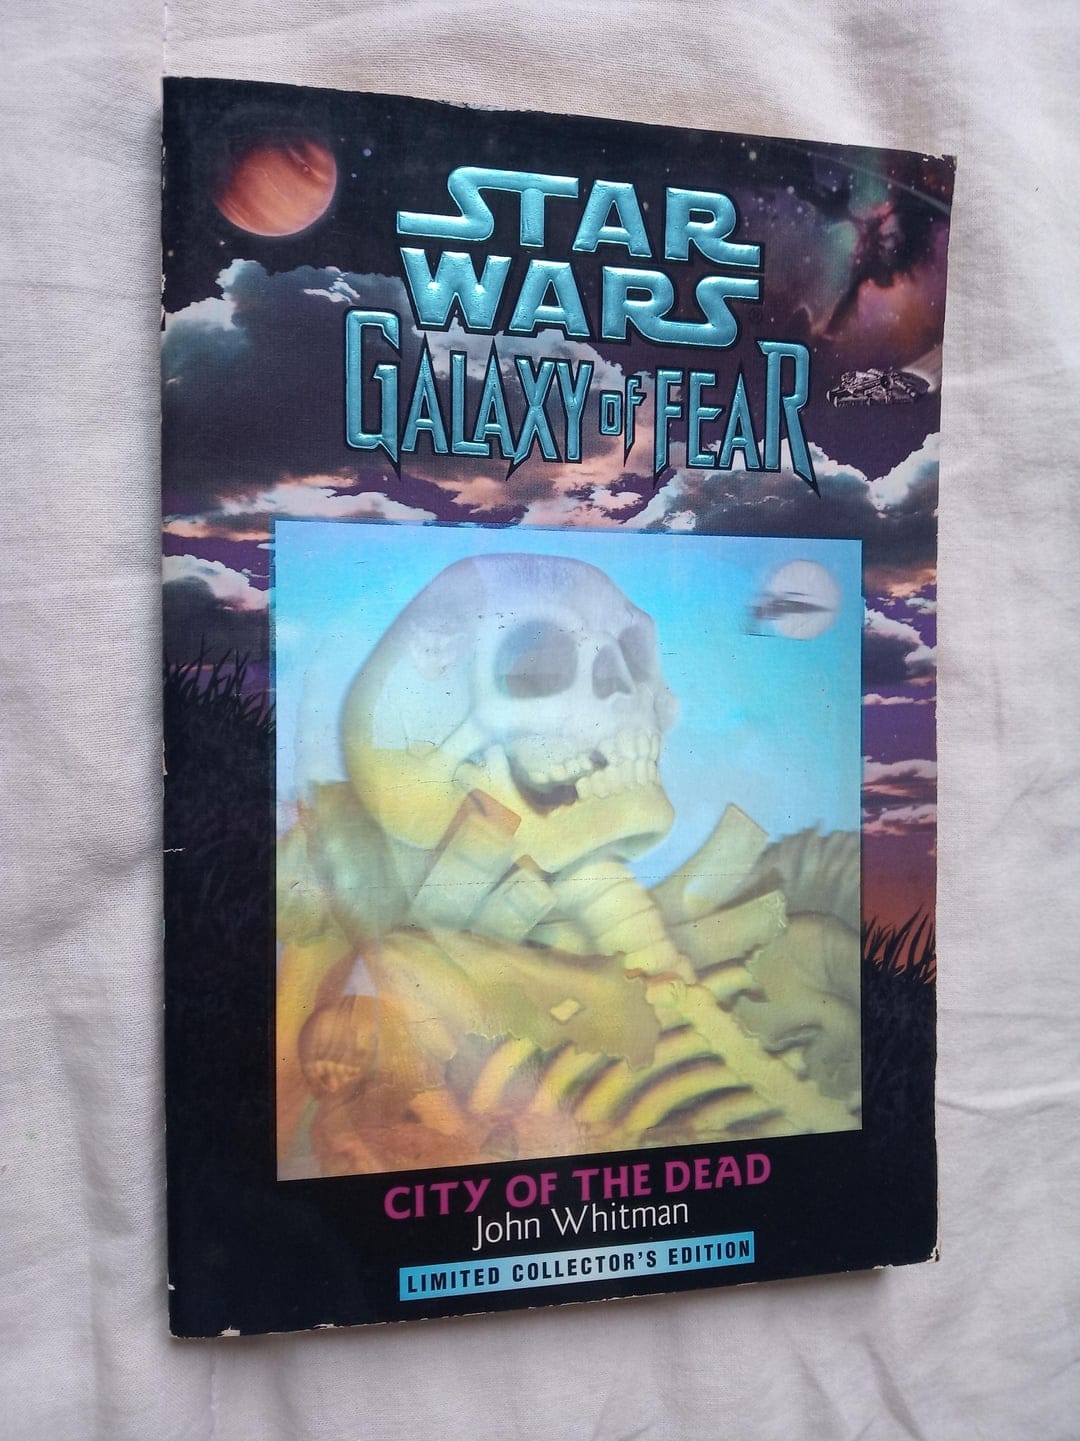 STAR
WARS®
GALAXY OF FEAR
CITY OF THE DEAD
John Whitman
LIMITED COLLECTOR'S EDITION